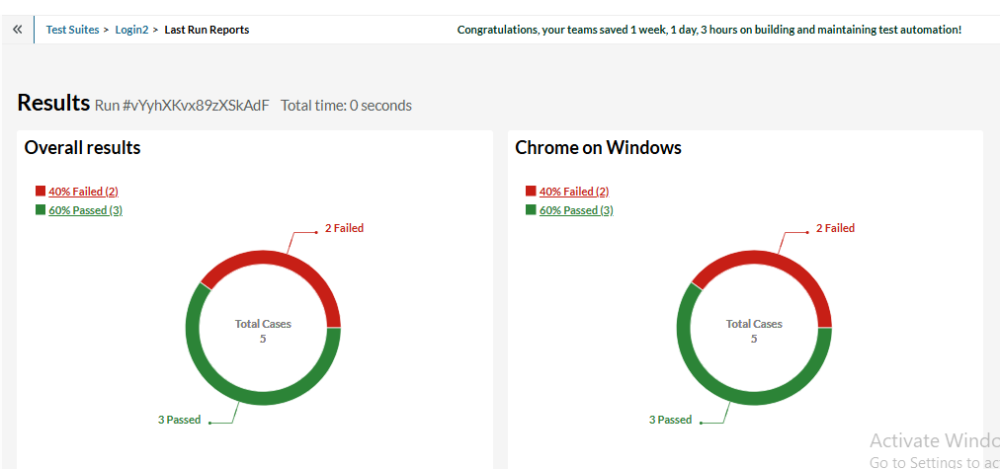 « Test Suites > Login2 > Last Run Reports Congratulations, your teams saved 1 week, 1 day, 3 hours on building and maintaining test automation!
Results Run #vYyhXKvx89zXSkAdF Total time: 0 seconds
Overall results
40% Failed (2)
60% Passed (3)
2 Failed
Total Cases
5
3 Passed
Chrome on Windows
40% Failed (2)
60% Passed (3)
2 Failed
Total Cases
5
3 Passed
Activate Windo
Go to Settings to ac